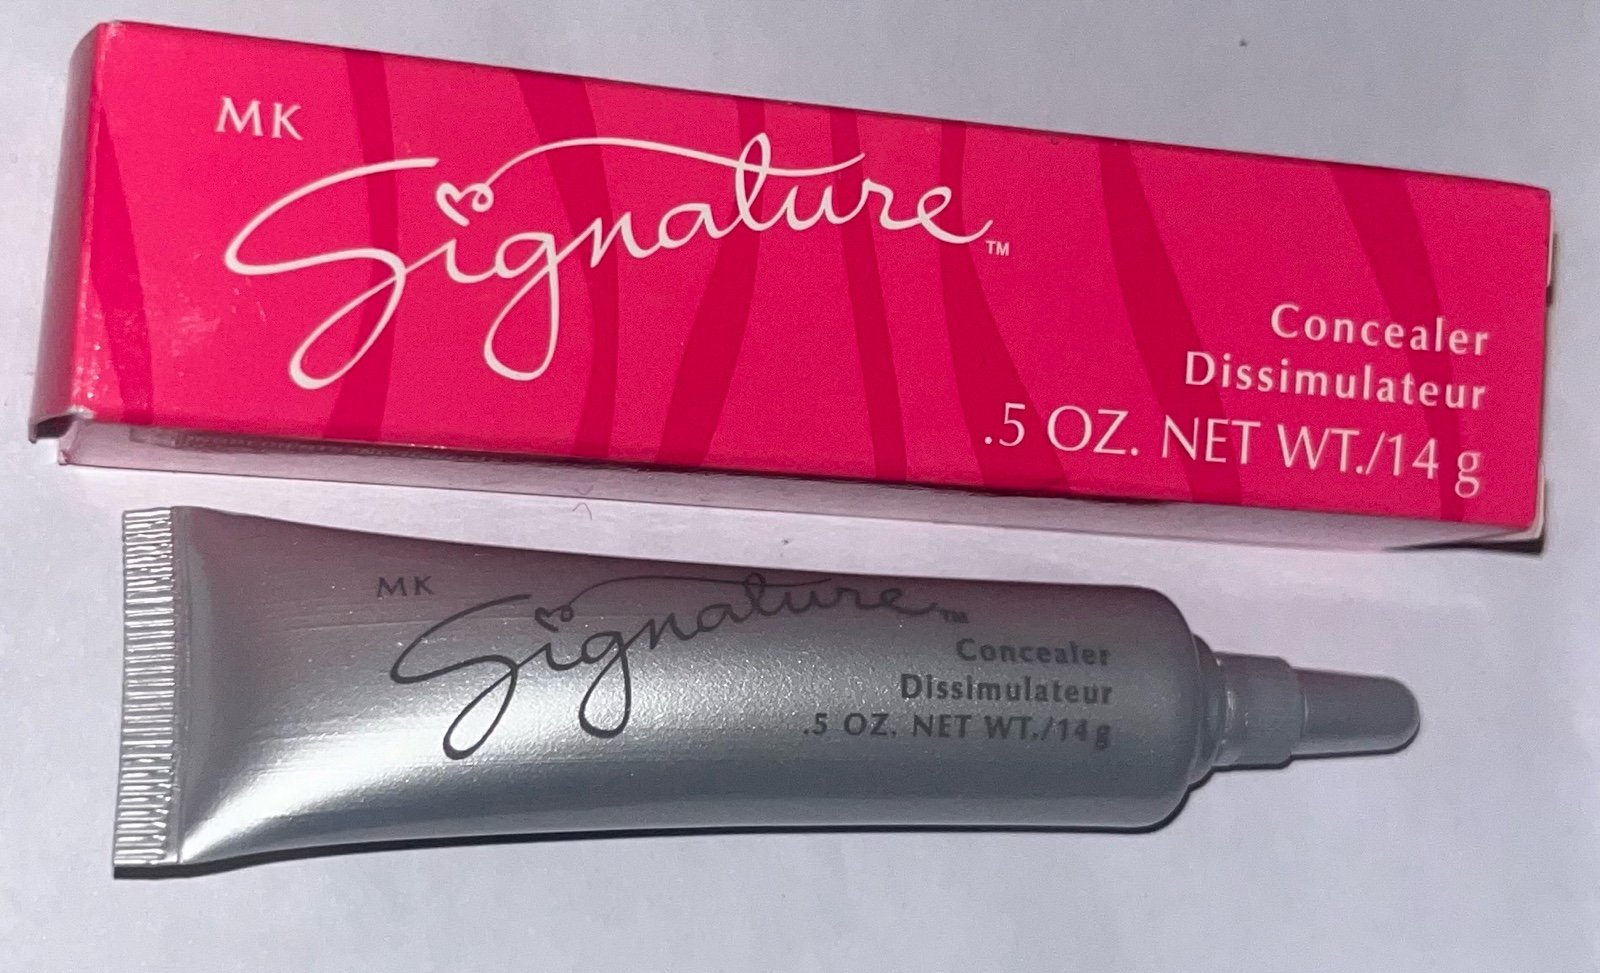 MK
Signature™
Concealer
Dissimulateur
.5 OZ. NET WT./14 g
MK
Signature™
Concealer
Dissimulateur
.5 OZ. NET WT./14 g